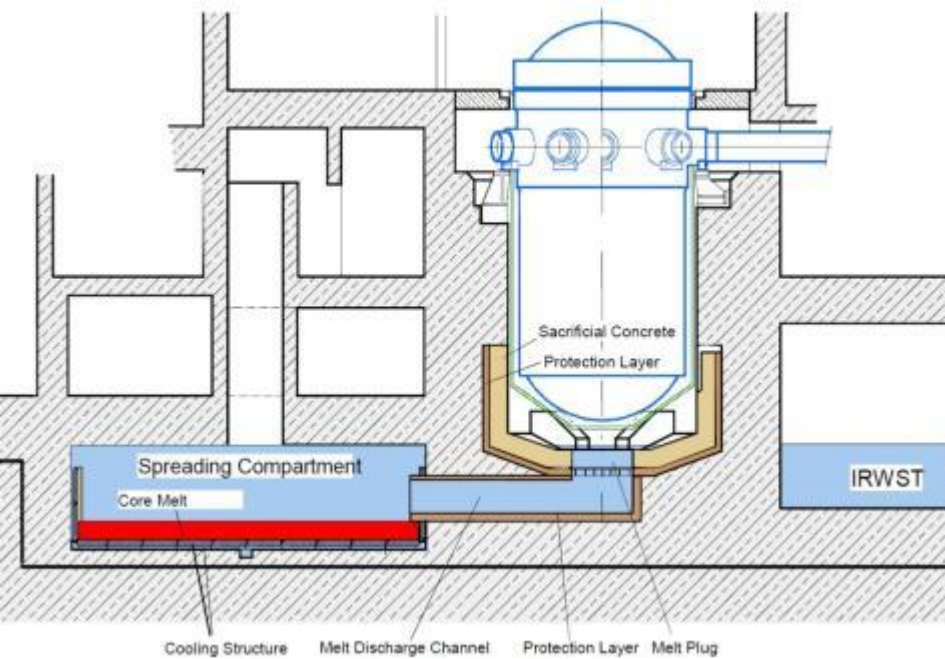 Sacrificial Concrete
Protection Layer
Spreading Compartment
IRWST
Core Melt
Cooling Structure
Melt Discharge Channel
Protection Layer
Melt Plug